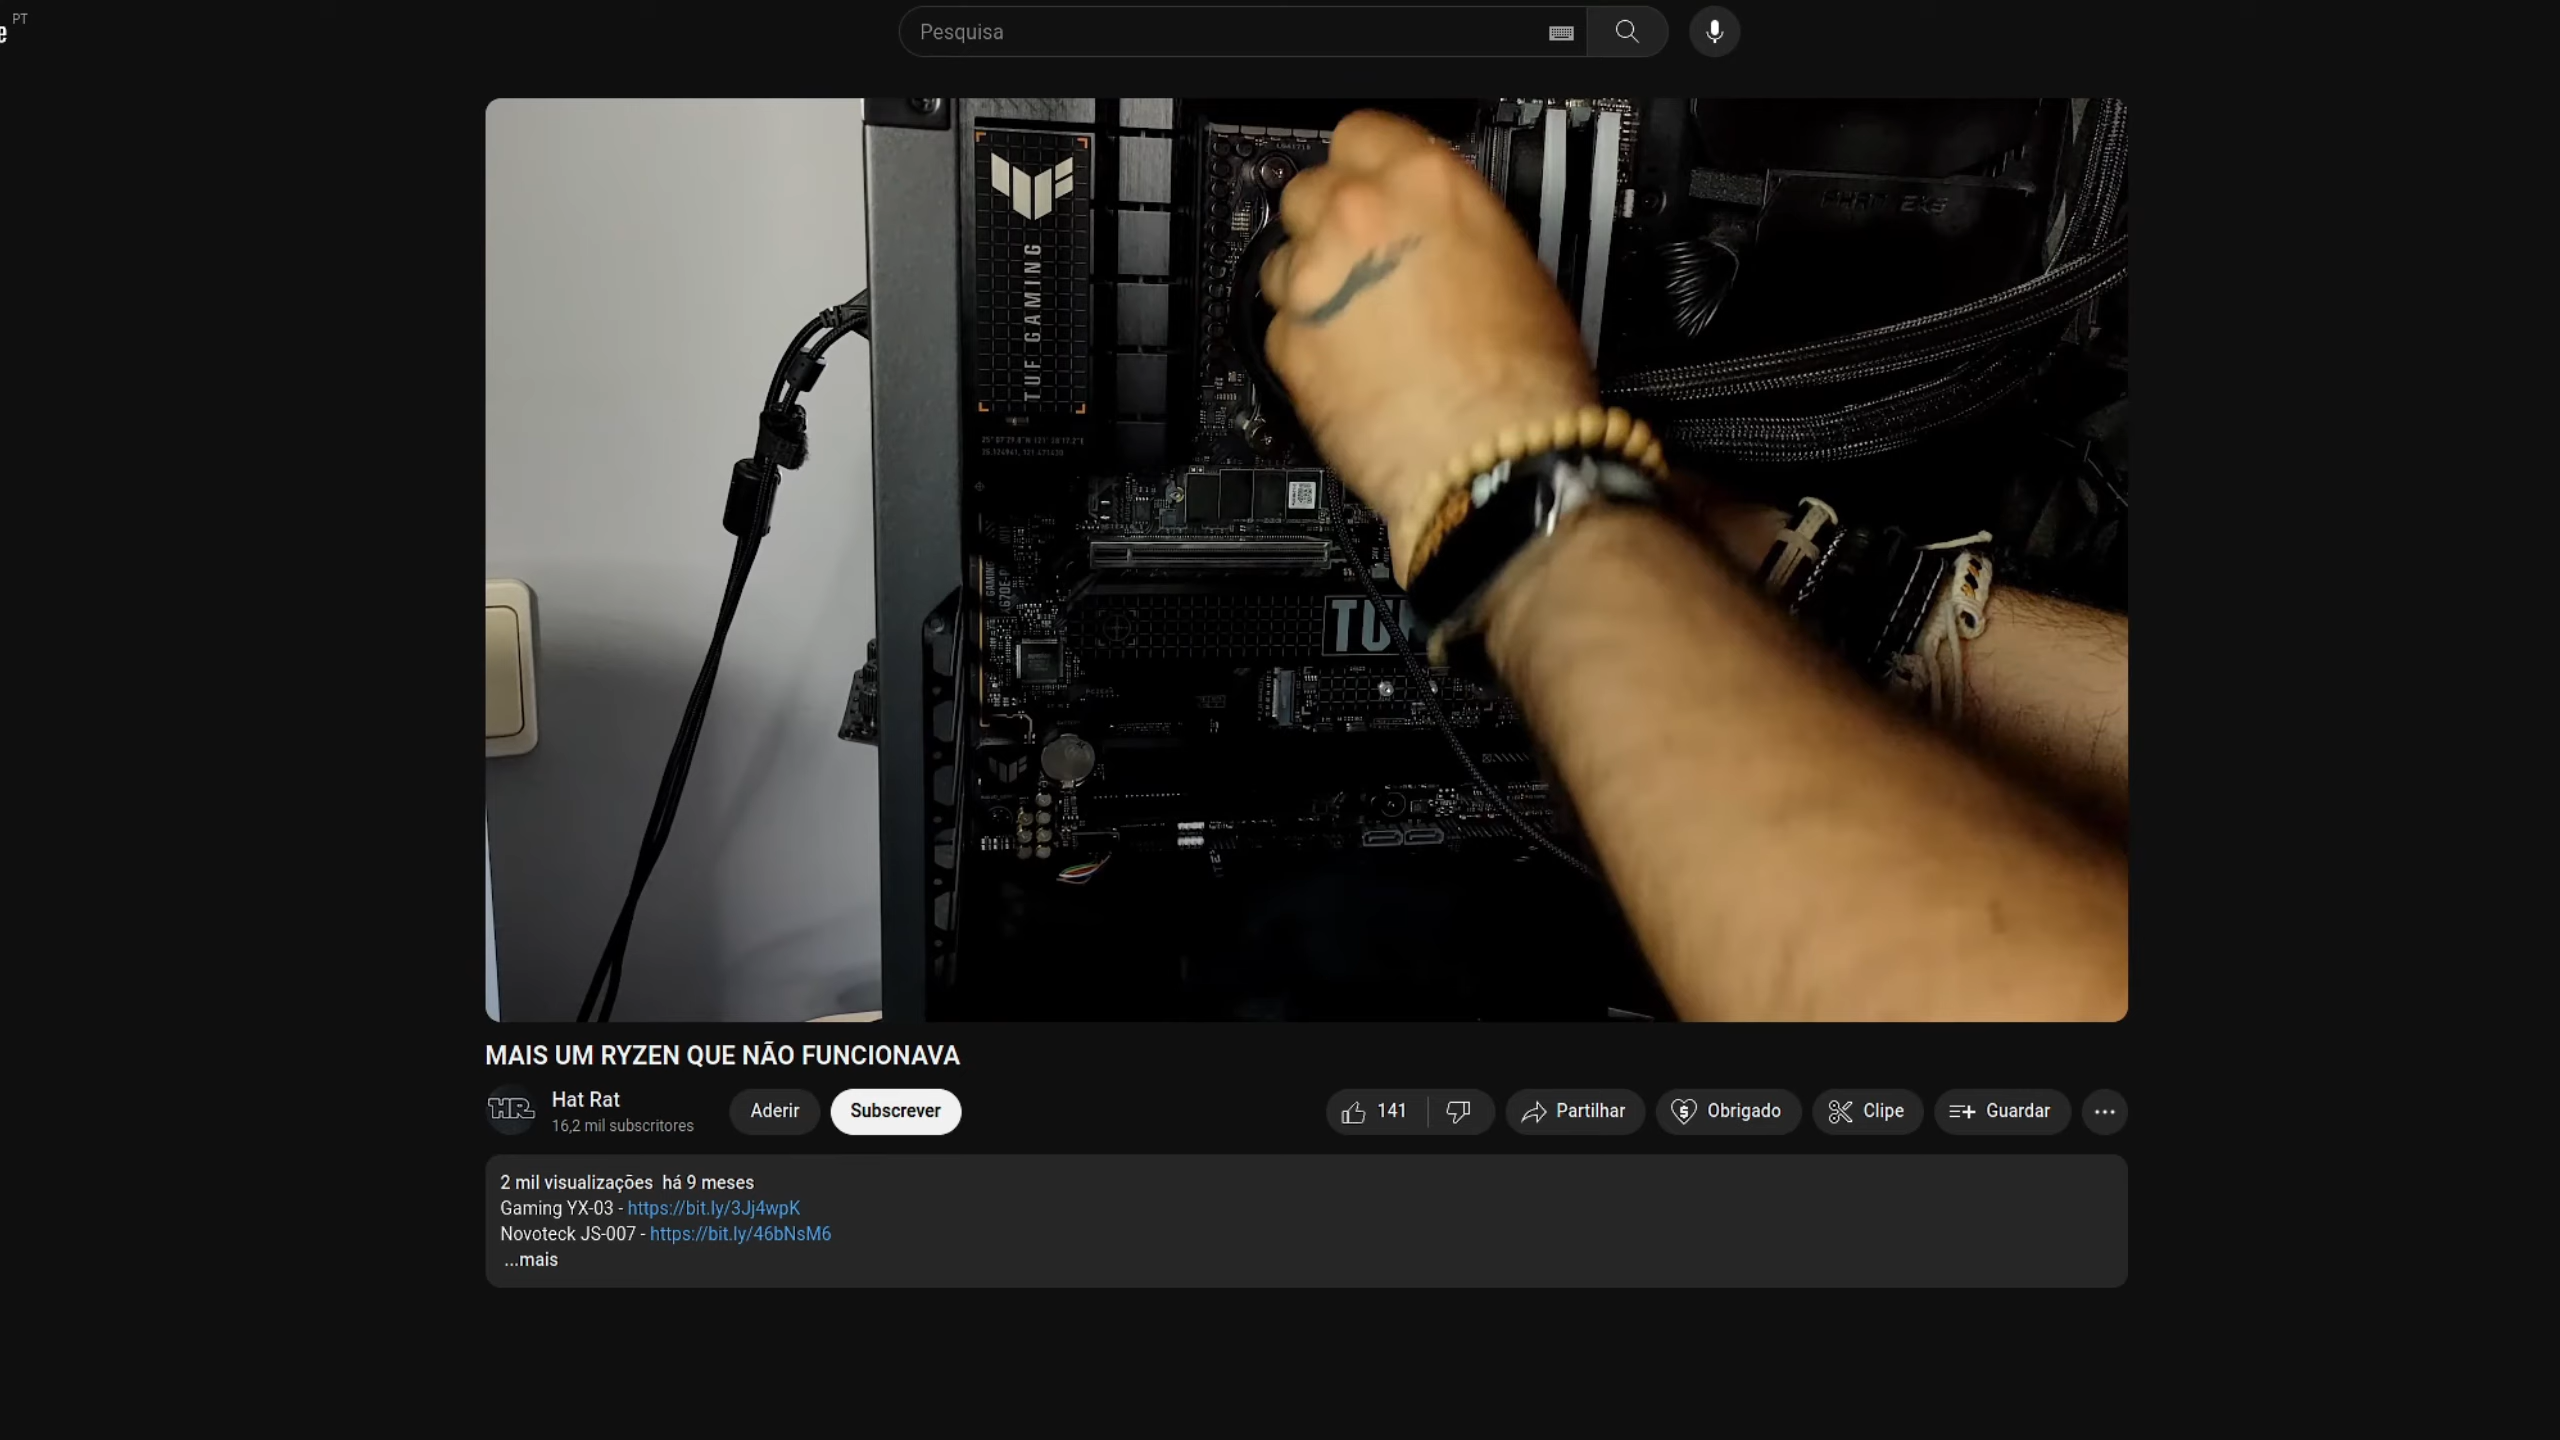 PT
e
Pesquisa
TUF GAMING
TUF
MAIS UM RYZEN QUE NÃO FUNCIONAVA
HR
Hat Rat
16,2 mil subscritores
Aderir
Subscrever
141
Partilhar
Obrigado
Clipe
Guardar
2 mil visualizações há 9 meses
Gaming YX-03 - https://bit.ly/3Jj4wpK
Novoteck JS-007 - https://bit.ly/46bNsM6
...mais